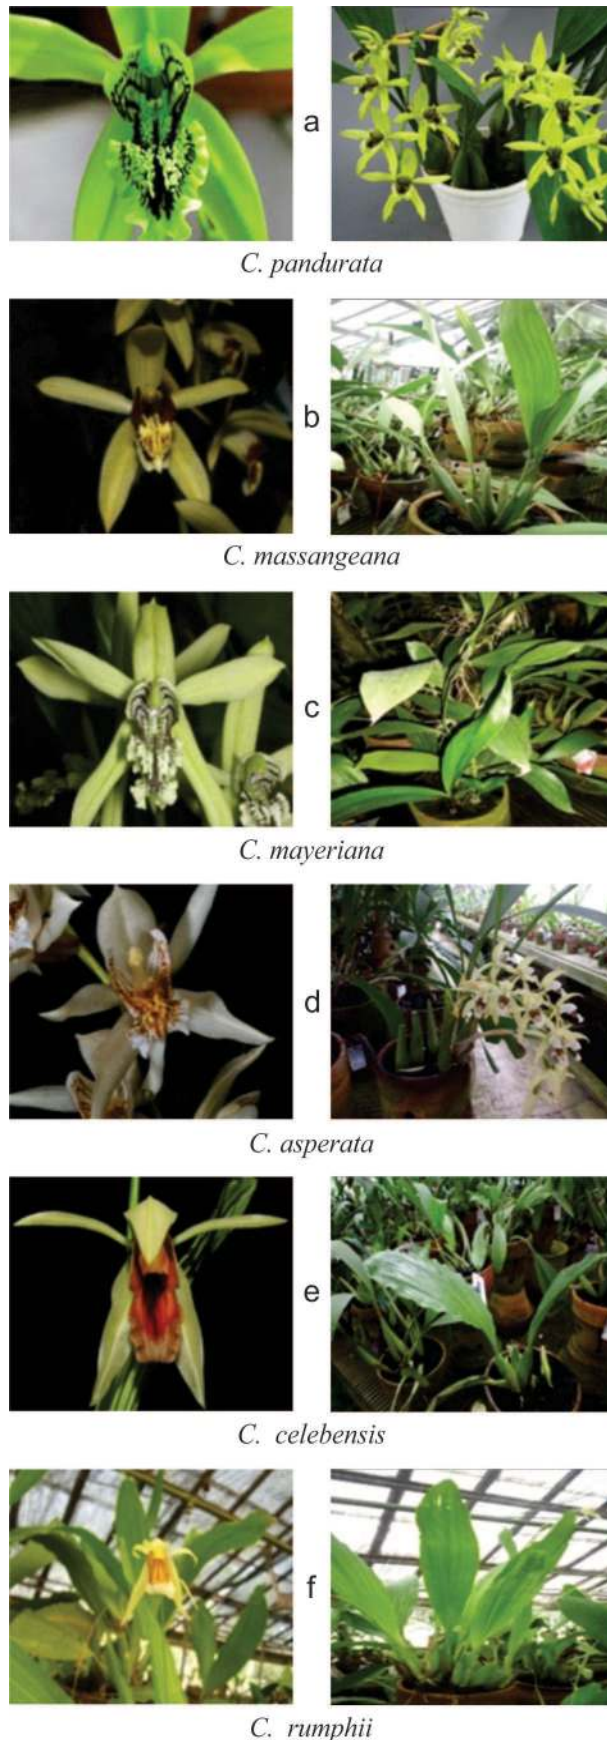 a
C. pandurata
b
C. massangeana
c
C. mayeriana
d
C. asperata
e
C. celebensis
f
C. rumphii